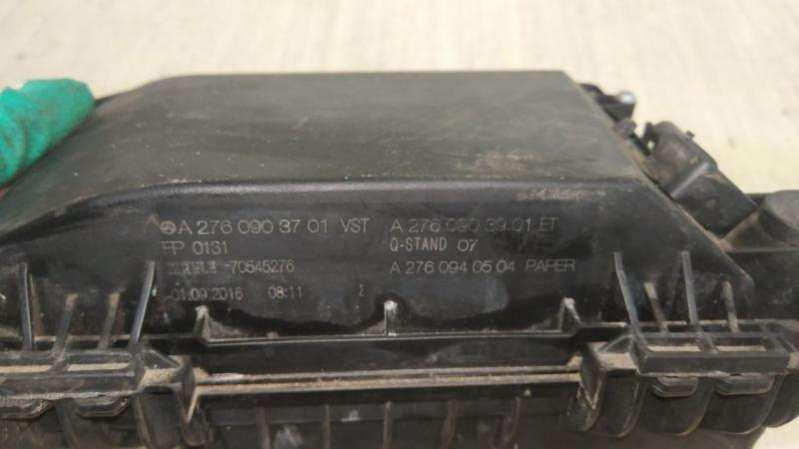 A 276 090 37 01 VST A 276 090 39 01 ET
PP 0131 Q-STAND 07
-70545276 A 276 094 05 04 PAPER
01.09.2016 08:11 2